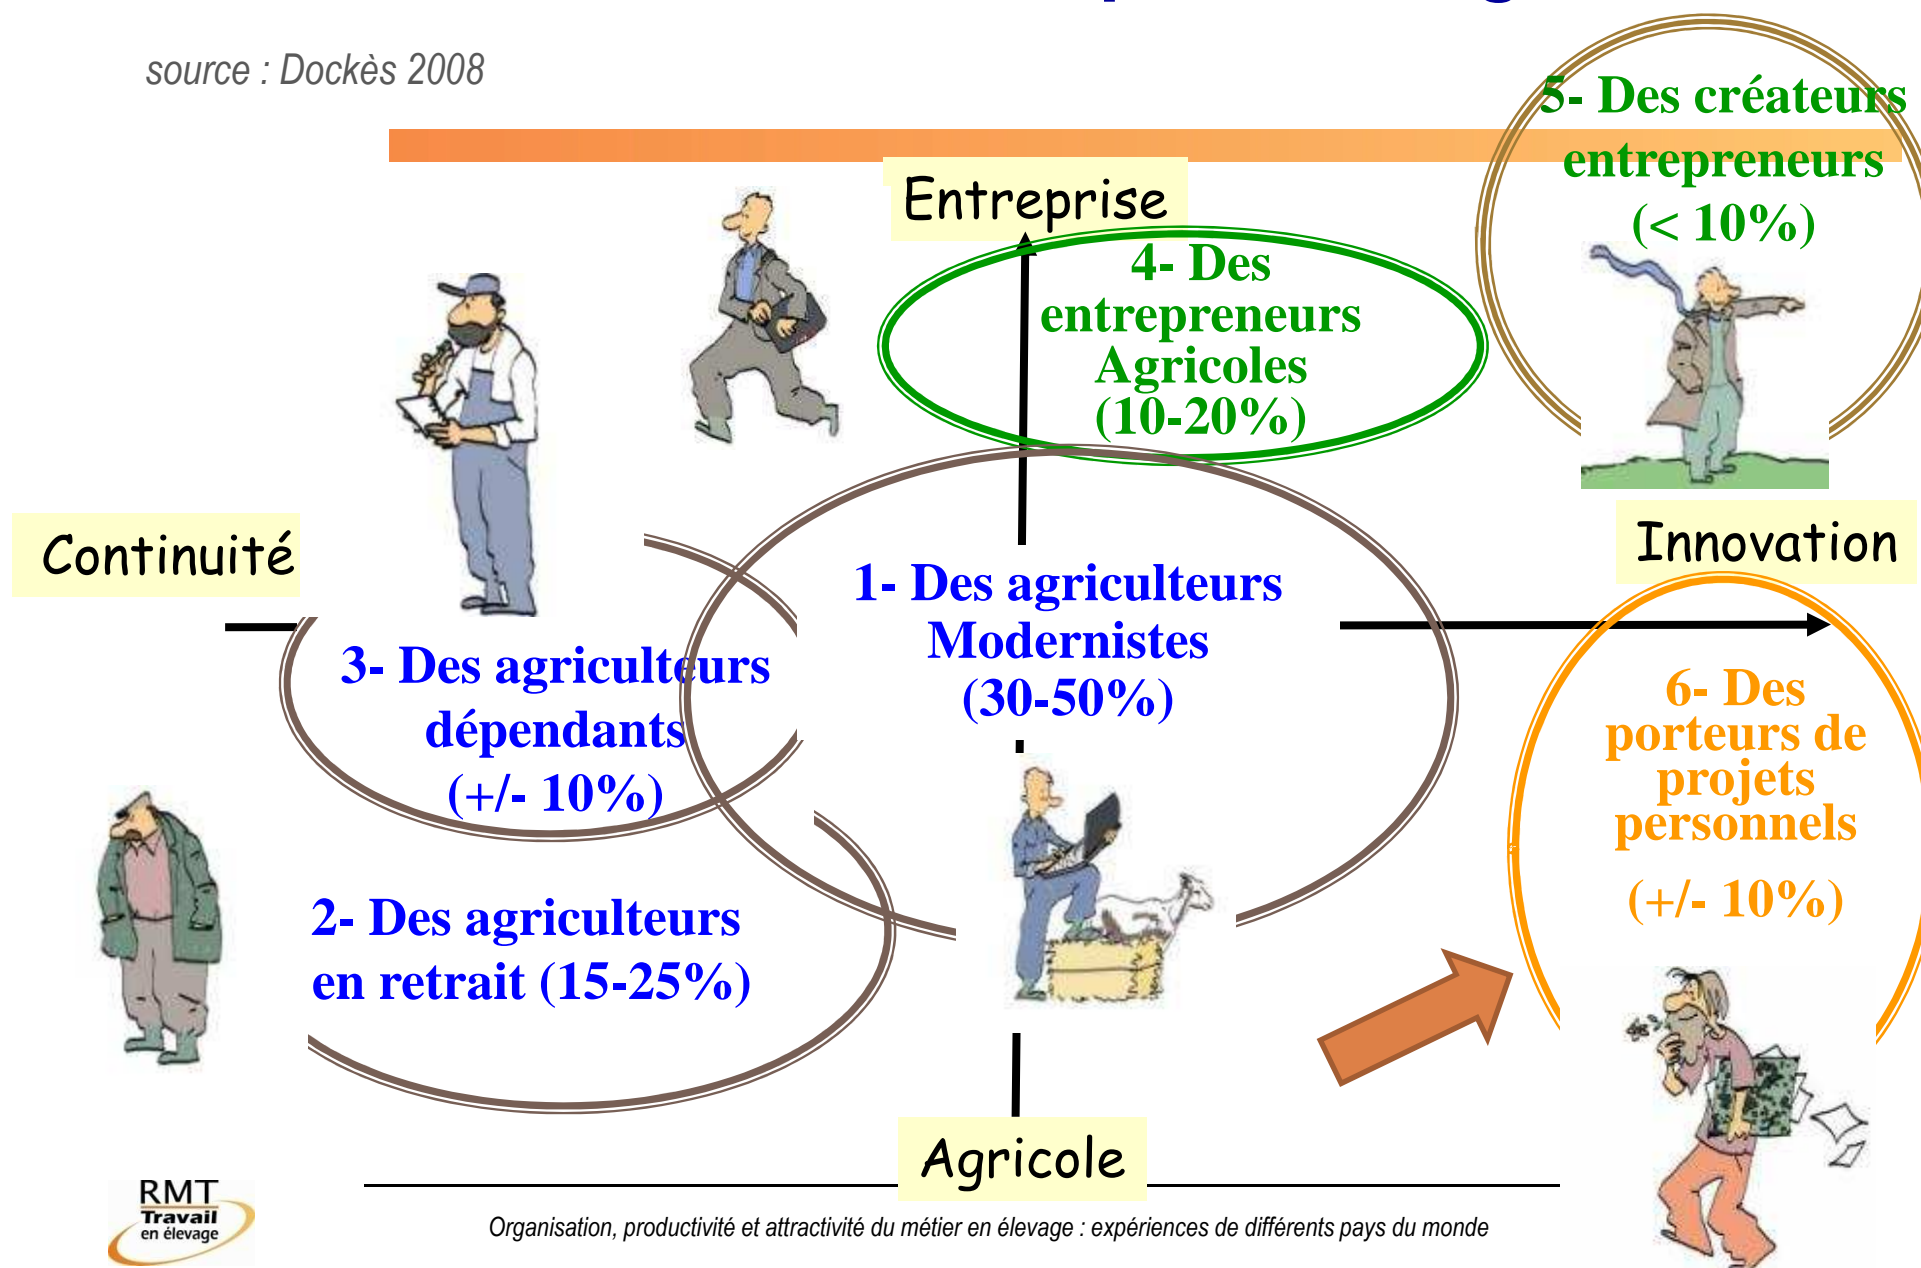 source : Dockès 2008
5- Des créateurs
entrepreneurs
(< 10%)
Entreprise
4- Des
entrepreneurs
Agricoles
(10-20%)
Continuité
Innovation
1- Des agriculteurs
Modernistes
(30-50%)
3- Des agriculteurs
dépendants
(+/- 10%)
6- Des
porteurs de
projets
personnels
(+/- 10%)
2- Des agriculteurs
en retrait (15-25%)
Agricole
RMT
Travail
en élevage
Organisation, productivité et attractivité du métier en élevage : expériences de différents pays du monde